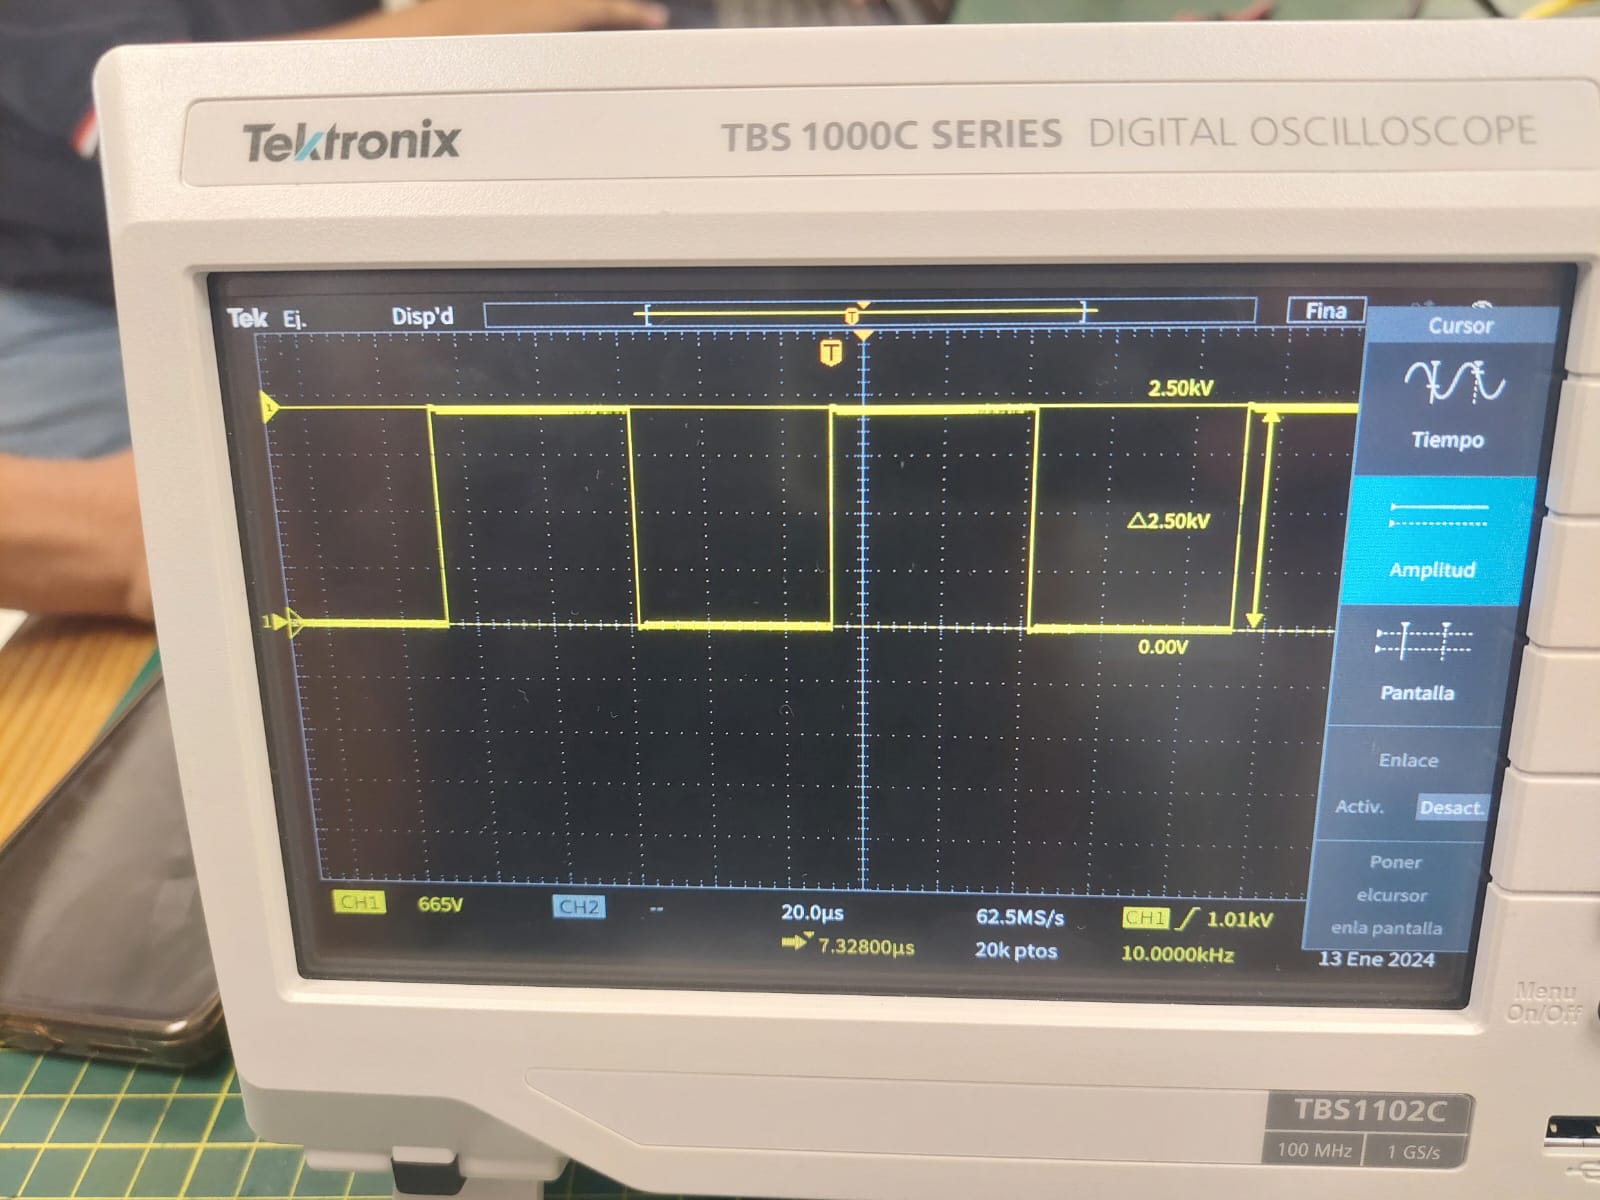 Tektronix
TBS 1000C SERIES DIGITAL OSCILLOSCOPE
Tek Ej. Disp'd
T
Fina
T
Cursor
Tiempo
Amplitud
Pantalla
Enlace
Activ. Desact.
Poner
elcursor
enla pantalla
1
2.50kV
△2.50kV
1
0.00V
CH1 665V
CH2 --
20.0µs
7.32800µs
62.5MS/s
20k ptos
CH1 1.01kV
10.0000kHz
13 Ene 2024
Menu
On/Off
TBS1102C
100 MHz 1 GS/s